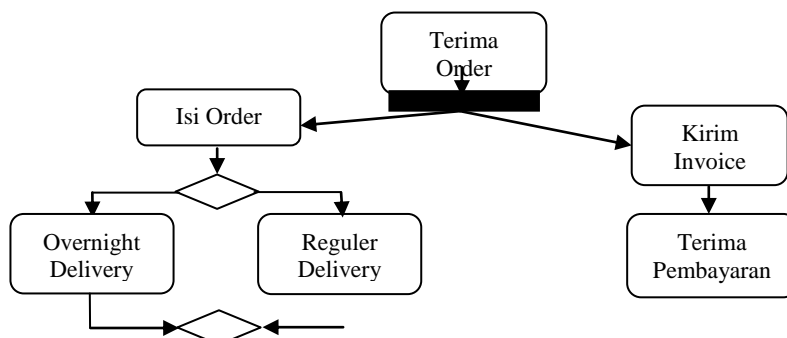 Terima
Order
Isi Order
Kirim
Invoice
Overnight
Delivery
Reguler
Delivery
Terima
Pembayaran